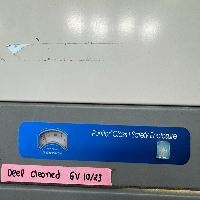 Purifier Class I Safety Enclosure
Deep Cleaned GV 10/23